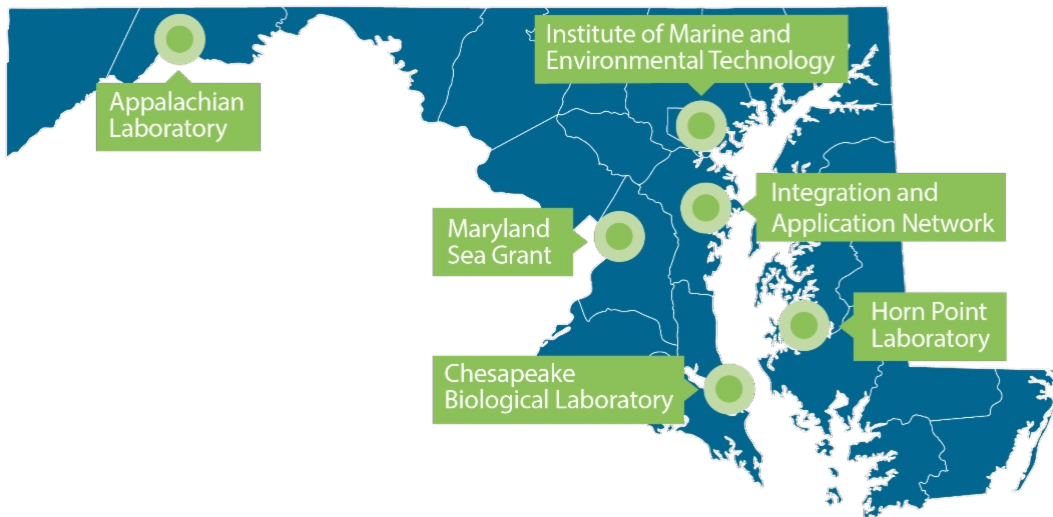 Institute of Marine and
Environmental Technology
Appalachian
Laboratory
Integration and
Application Network
Maryland
Sea Grant
Horn Point
Laboratory
Chesapeake
Biological Laboratory